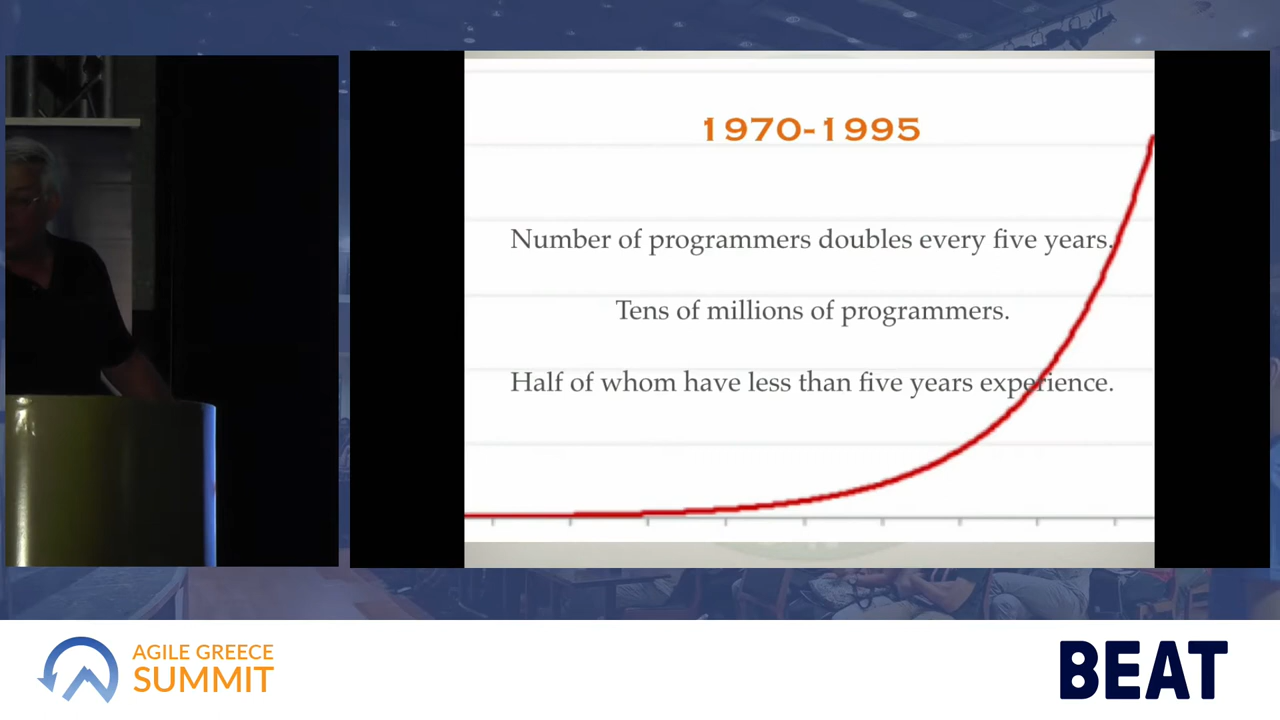 1970-1995
Number of programmers doubles every five years.
Tens of millions of programmers.
Half of whom have less than five years experience.
AGILE GREECE
SUMMIT
BEAT